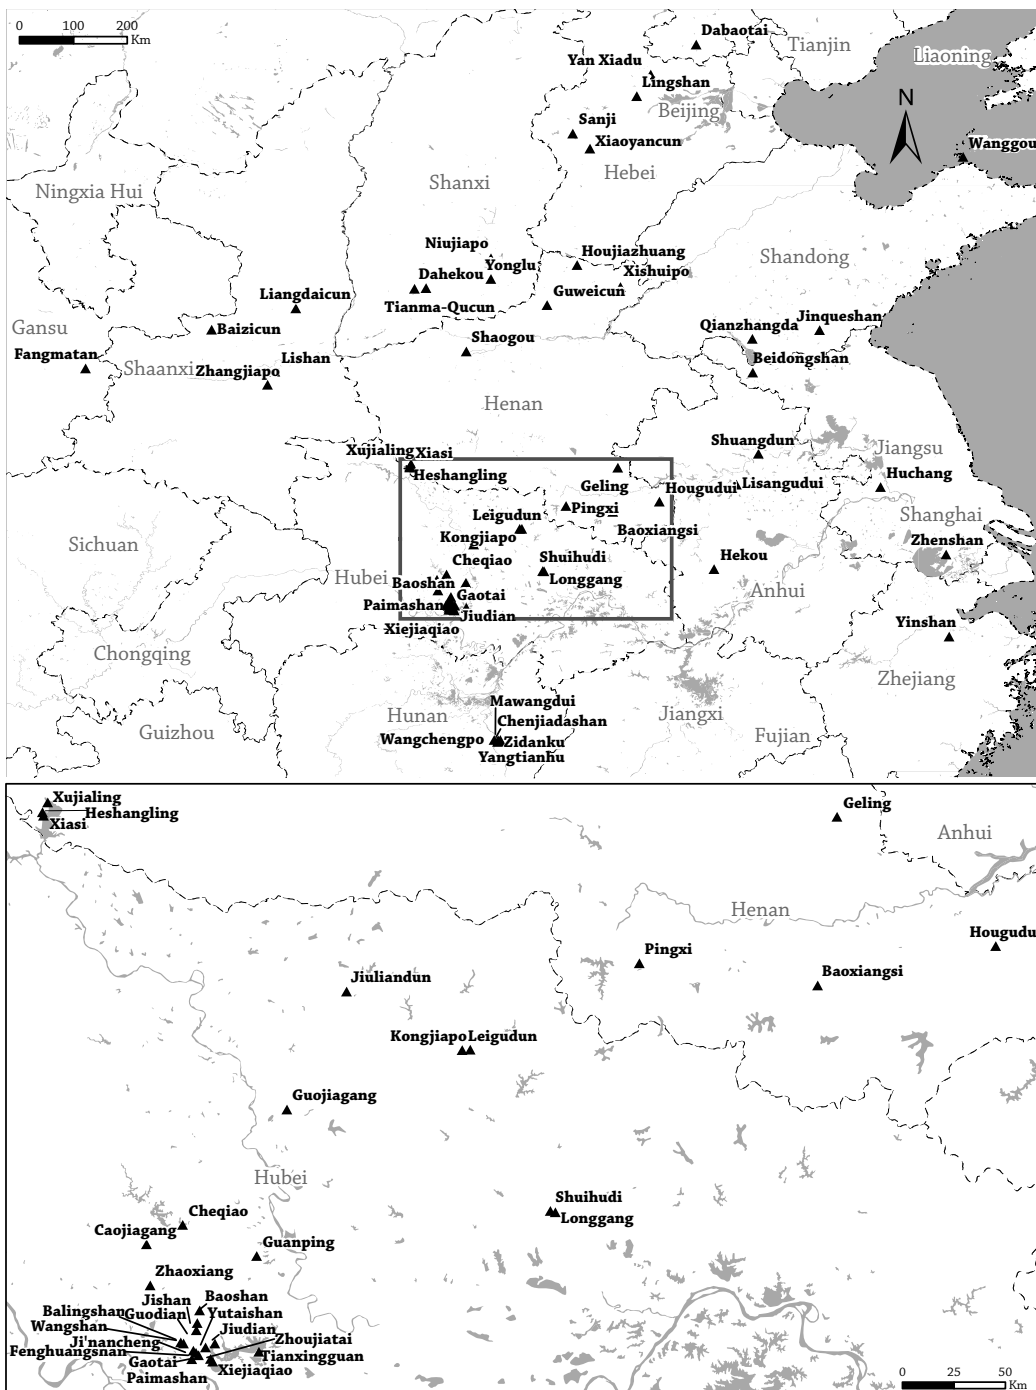 0 100 200
Km
Dabaotai
Tianjin
Liaoning
Yan Xiadu
Lingshan
Beijing
N
Sanji
Xiaoyancun
Wanggou
Hebei
Shanxi
Ningxia Hui
Niujiapo
Houjiazhuang
Shandong
Yonglu
Xishuipo
Dahekou
Guweicun
Liangdaicun
Tianma-Qucun
Jinqueshan
Gansu
Baizicun
Qianzhangda
Shaogou
Fangmatan
Lishan
Beidongshan
Shaanxi
Zhangjiapo
Henan
Shuangdun
Jiangsu
Xujialing
Xiasi
Heshangling
Geling
Hougudui
Lisangudui
Huchang
Pingxi
Leigudun
Shanghai
Baoxiangsi
Kongjiapo
Zhenshan
Sichuan
Cheqiao
Shuihudi
Hekou
Hubei
Baoshan
Longgang
Anhui
Gaotai
Paimashan
Jiudian
Xiejiaqiao
Yinshan
Chongqing
Zhejiang
Mawangdui
Hunan
Jiangxi
Chenjiadashan
Guizhou
Wangchengpo
Zidanku
Fujian
Yangtianhu
Xujialing
Heshangling
Xiasi
Geling
Anhui
Henan
Hougudu
Pingxi
Baoxiangsi
Jiuliandun
Kongjiapo
Leigudun
Guojiagang
Hubei
Shuihudi
Cheqiao
Longgang
Caojiagang
Guanping
Zhaoxiang
Baoshan
Jishan
Balingshan
Guodian
Yutaishan
Wangshan
Jiudian
Ji'nancheng
Zhoujiatai
Fenghuangsnan
Tianxingguan
Gaotai
Xiejiaqiao
Paimashan
0 25 50
Km